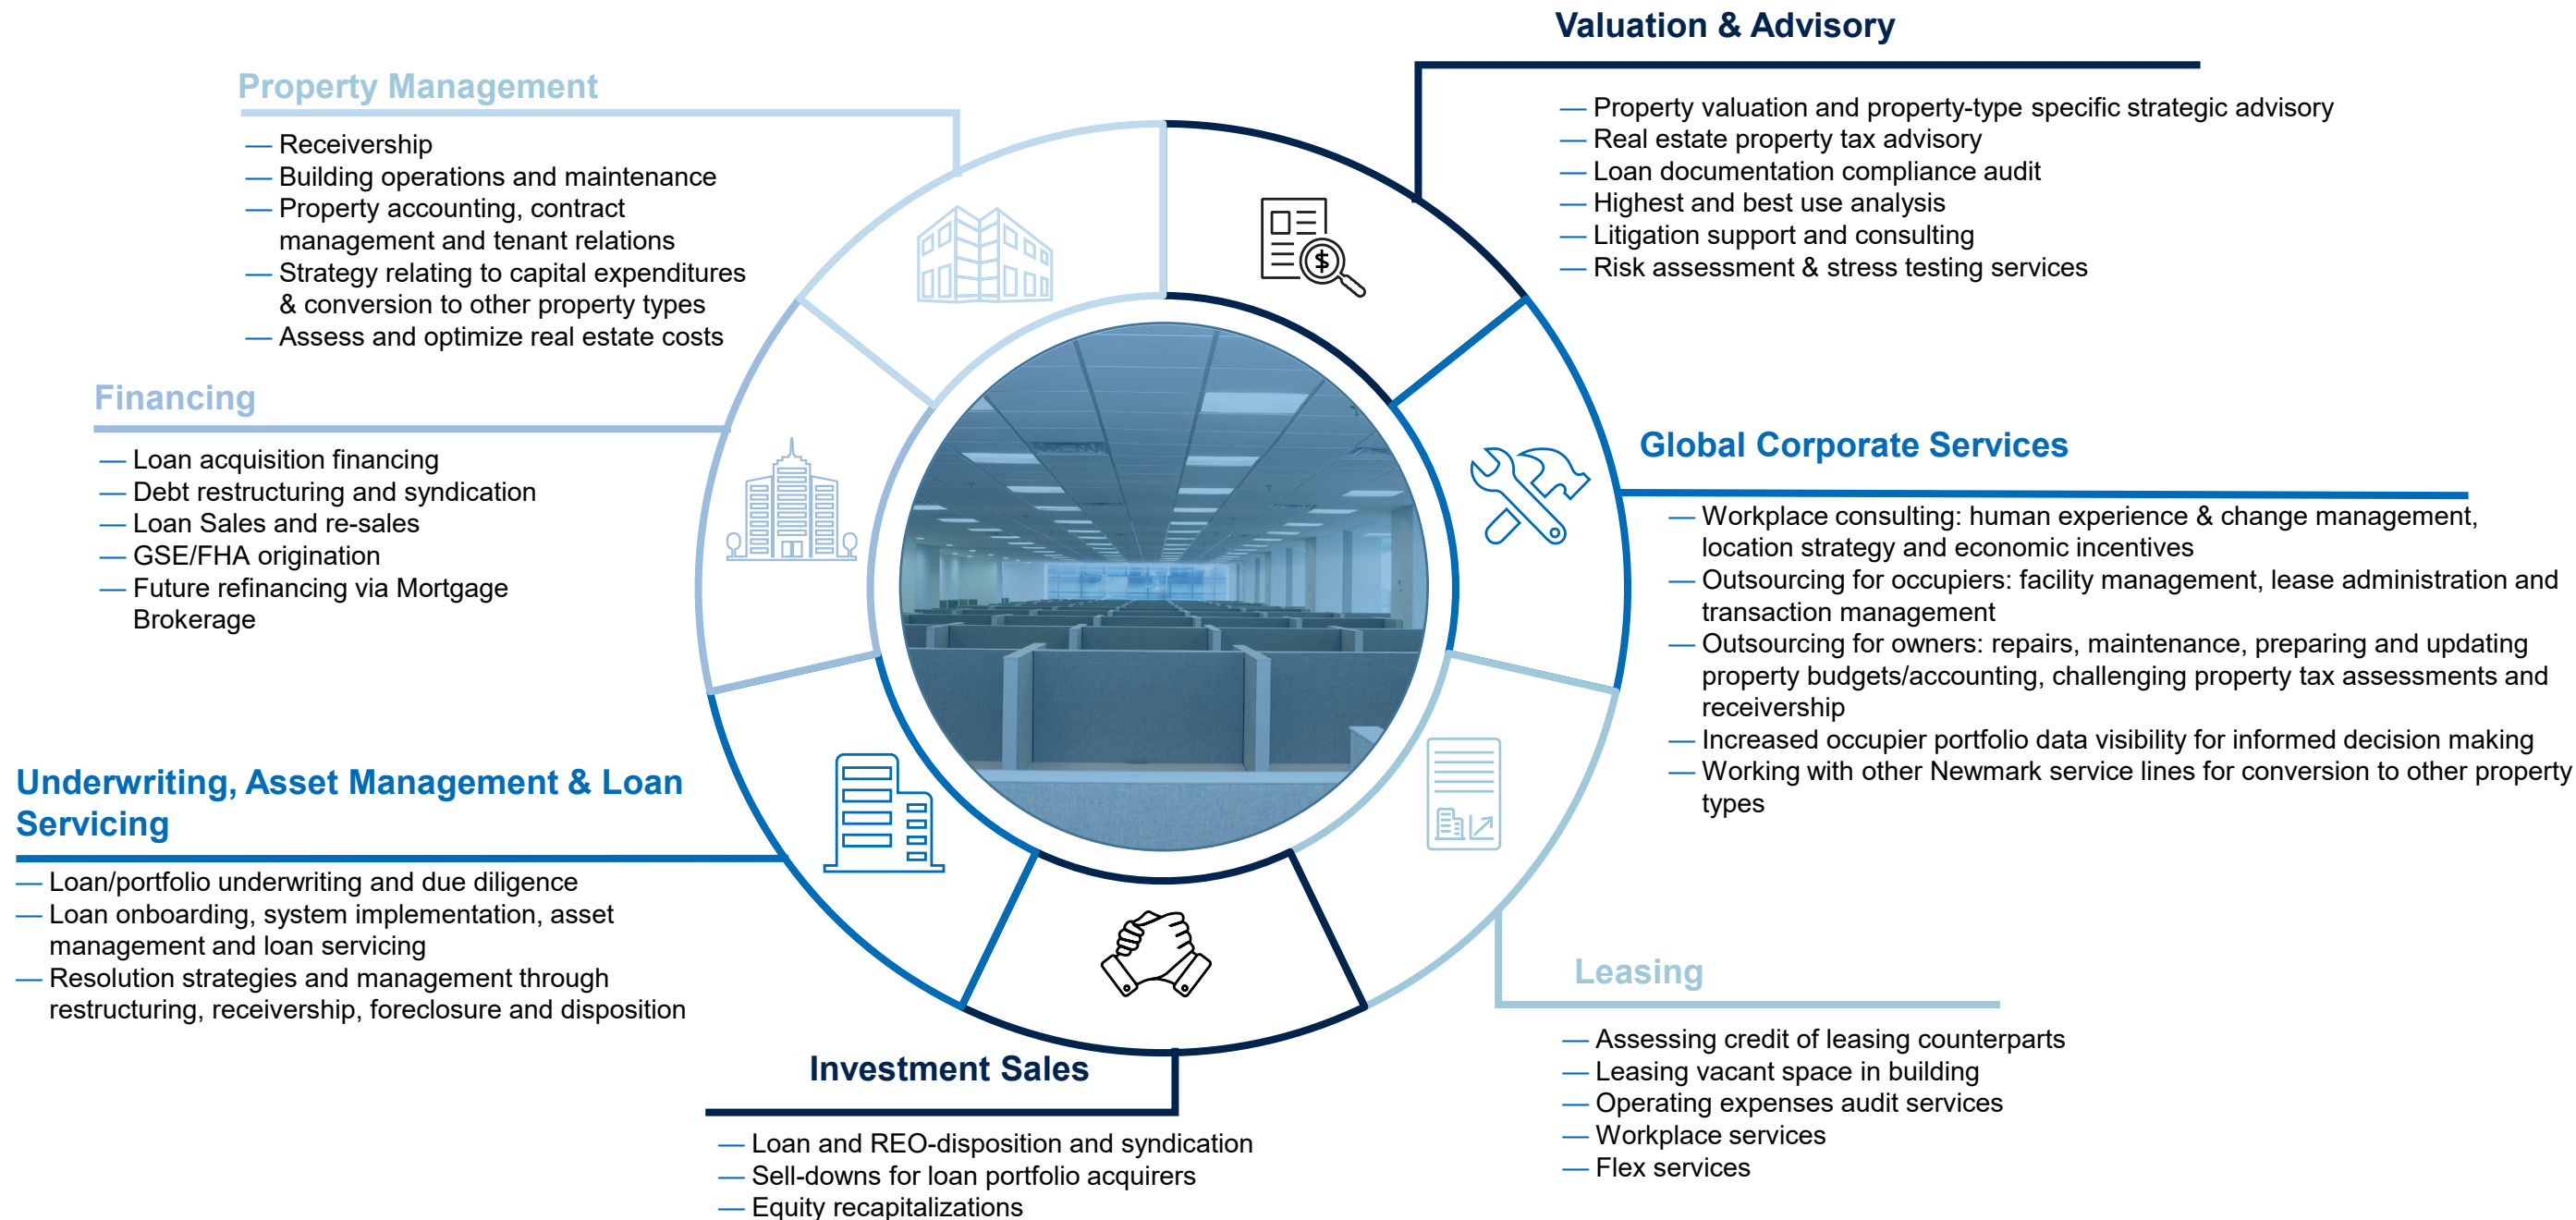 Valuation & Advisory
— Property valuation and property-type specific strategic advisory
— Real estate property tax advisory
— Loan documentation compliance audit
— Highest and best use analysis
— Litigation support and consulting
— Risk assessment & stress testing services
Property Management
— Receivership
— Building operations and maintenance
— Property accounting, contract
management and tenant relations
— Strategy relating to capital expenditures
& conversion to other property types
— Assess and optimize real estate costs
Financing
— Loan acquisition financing
— Debt restructuring and syndication
— Loan Sales and re-sales
— GSE/FHA origination
— Future refinancing via Mortgage
Brokerage
Global Corporate Services
— Workplace consulting: human experience & change management,
location strategy and economic incentives
— Outsourcing for occupiers: facility management, lease administration and
transaction management
— Outsourcing for owners: repairs, maintenance, preparing and updating
property budgets/accounting, challenging property tax assessments and
receivership
— Increased occupier portfolio data visibility for informed decision making
— Working with other Newmark service lines for conversion to other property
types
Underwriting, Asset Management & Loan
Servicing
— Loan/portfolio underwriting and due diligence
— Loan onboarding, system implementation, asset
management and loan servicing
— Resolution strategies and management through
restructuring, receivership, foreclosure and disposition
Leasing
— Assessing credit of leasing counterparts
— Leasing vacant space in building
— Operating expenses audit services
— Workplace services
— Flex services
Investment Sales
— Loan and REO-disposition and syndication
— Sell-downs for loan portfolio acquirers
— Equity recapitalizations
$